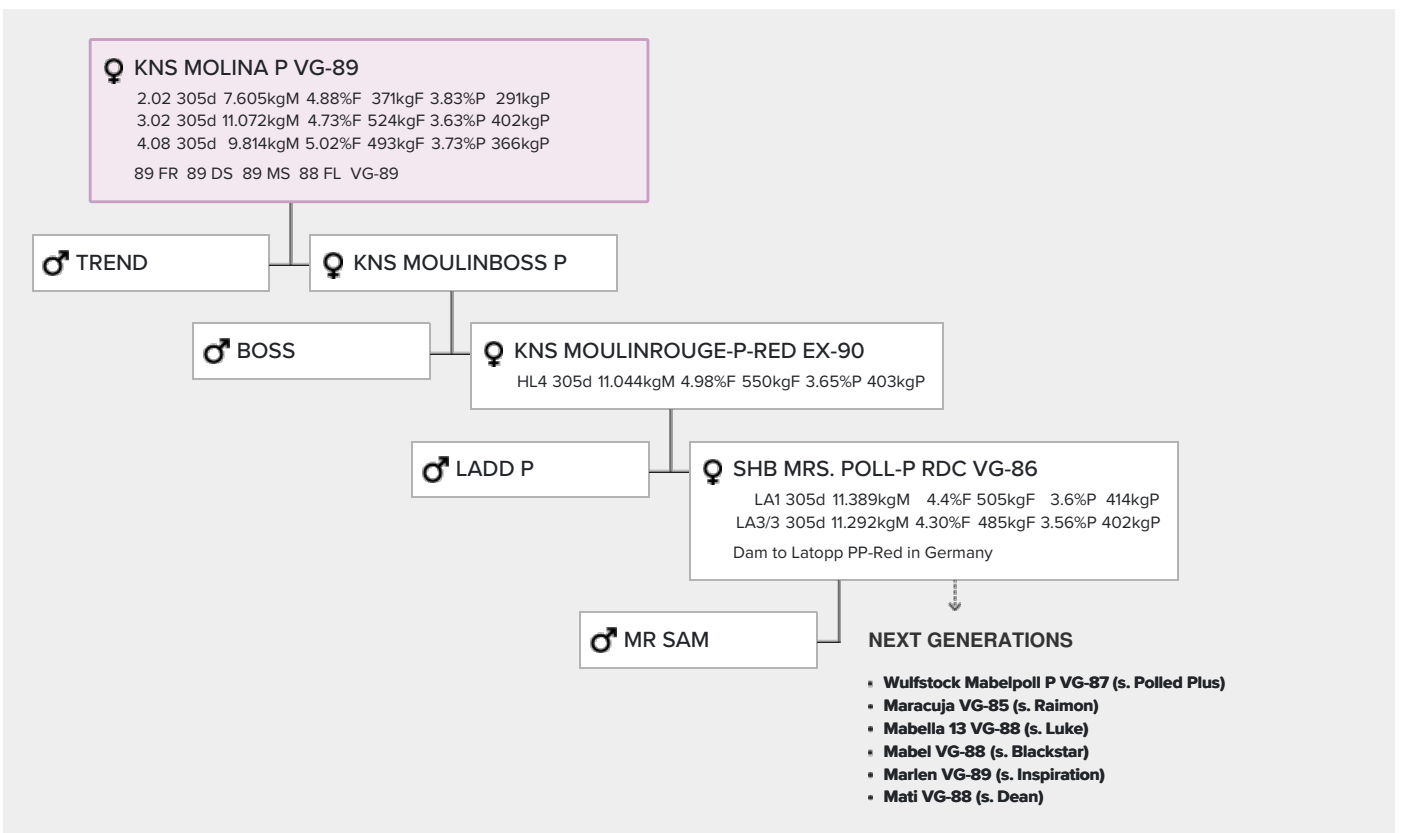 KNS MOLINA P VG-89
2.02 305d 7.605kgM 4.88%F 371kgF 3.83%P 291kgP
3.02 305d 11.072kgM 4.73%F 524kgF 3.63%P 402kgP
4.08 305d 9.814kgM 5.02%F 493kgF 3.73%P 366kgP
89 FR 89 DS 89 MS 88 FL VG-89
TREND
KNS MOULINBOSS P
BOSS
KNS MOULINROUGE-P-RED EX-90
HL4 305d 11.044kgM 4.98%F 550kgF 3.65%P 403kgP
LADD P
SHB MRS. POLL-P RDC VG-86
LA1 305d 11.389kgM 4.4%F 505kgF 3.6%P 414kgP
LA3/3 305d 11.292kgM 4.30%F 485kgF 3.56%P 402kgP
Dam to Latopp PP-Red in Germany
MR SAM
NEXT GENERATIONS
Wulfstock Mabelpoll P VG-87 (s. Polled Plus)
Maracuja VG-85 (s. Raimon)
Mabella 13 VG-88 (s. Luke)
Mabel VG-88 (s. Blackstar)
Marlen VG-89 (s. Inspiration)
Mati VG-88 (s. Dean)